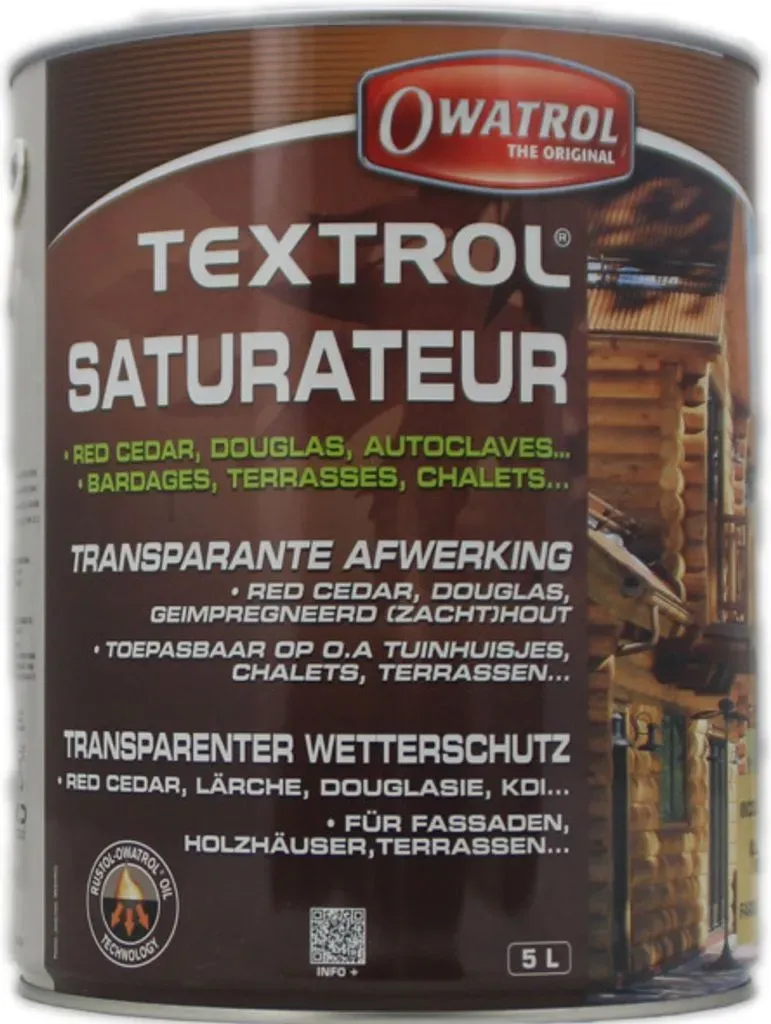 OWATROL
THE ORIGINAL
TEXTROL®
SATURATEUR
• RED CEDAR, DOUGLAS, AUTOCLAVES...
• BARDAGES, TERRASSES, CHALETS...
TRANSPARANTE AFWERKING
• RED CEDAR, DOUGLAS,
GEIMPREGNEERD (ZACHT)HOUT
• TOEPASBAAR OP O.A TUINHUISJES,
CHALETS, TERRASSEN...
TRANSPARENTER WETTERSCHUTZ
• RED CEDAR, LÄRCHE, DOUGLASIE, KDI...
• FÜR FASSADEN,
HOLZHÄUSER,TERRASSEN...
RUSTOL-OWATROL® OIL
TECHNOLOGY
INFO +
5 L